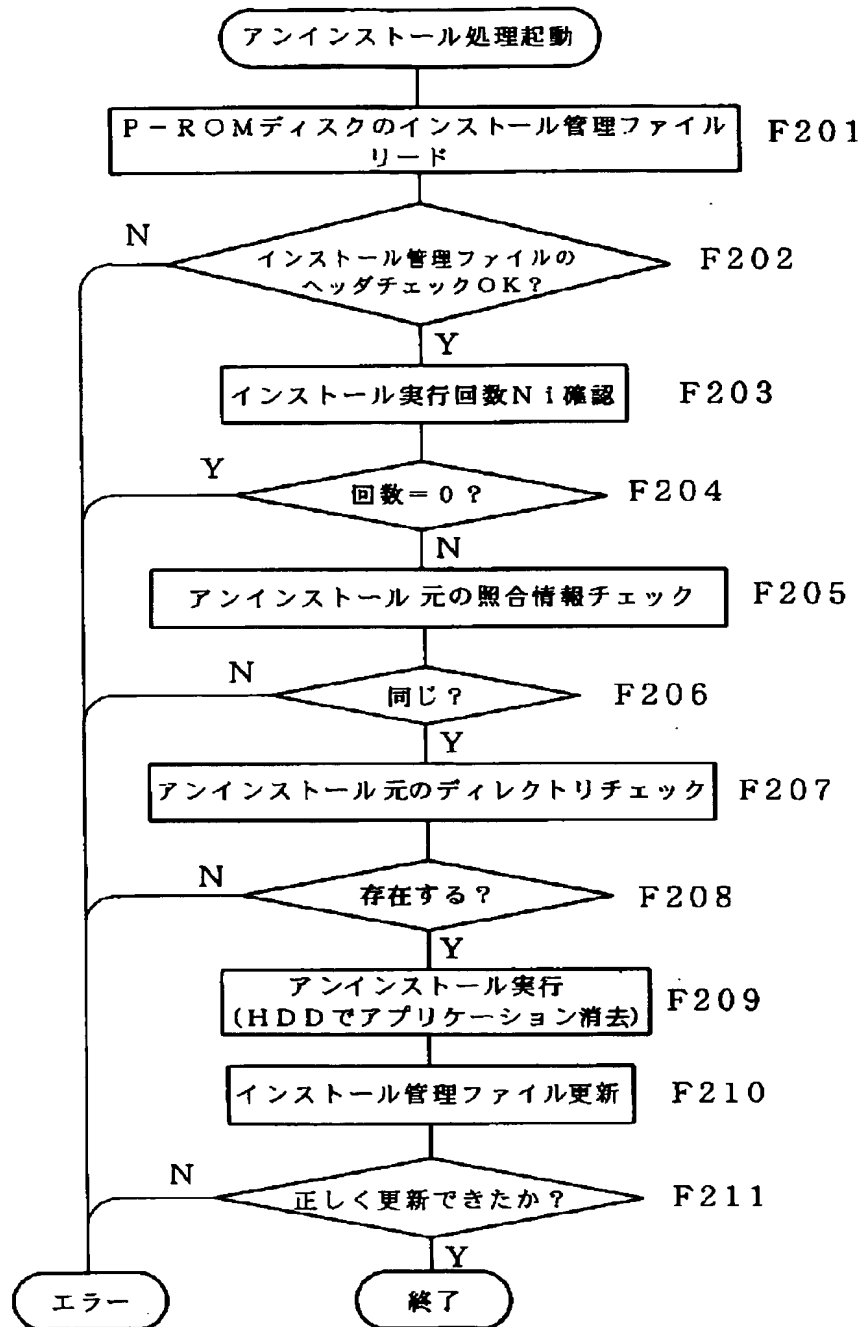 アンインストール処理起動
P-ROMディスクのインストール管理ファイル
リード
F201
N
インストール管理ファイルの
ヘッダチェックOK?
F202
Y
インストール実行回数Ni確認
F203
Y
回数=0?
F204
N
アンインストール元の照合情報チェック
F205
N
同じ?
F206
Y
アンインストール元のディレクトリチェック
F207
N
存在する?
F208
Y
アンインストール実行
(HDDでアプリケーション消去)
F209
インストール管理ファイル更新
F210
N
正しく更新できたか?
F211
Y
エラー
終了